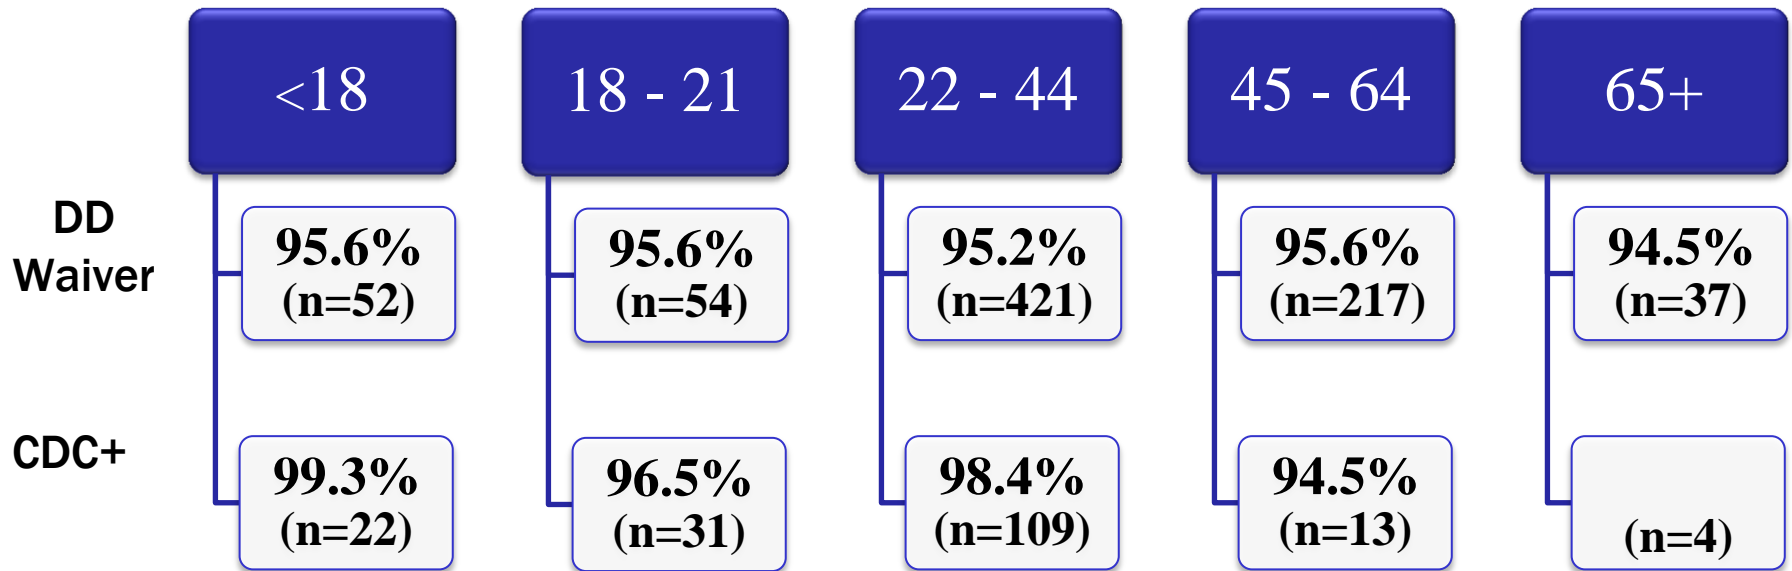 <18
18 - 21
22 - 44
45 - 64
65+
DD
Waiver
95.6%
(n=52)
95.6%
(n=54)
95.2%
(n=421)
95.6%
(n=217)
94.5%
(n=37)
CDC+
99.3%
(n=22)
96.5%
(n=31)
98.4%
(n=109)
94.5%
(n=13)
(n=4)